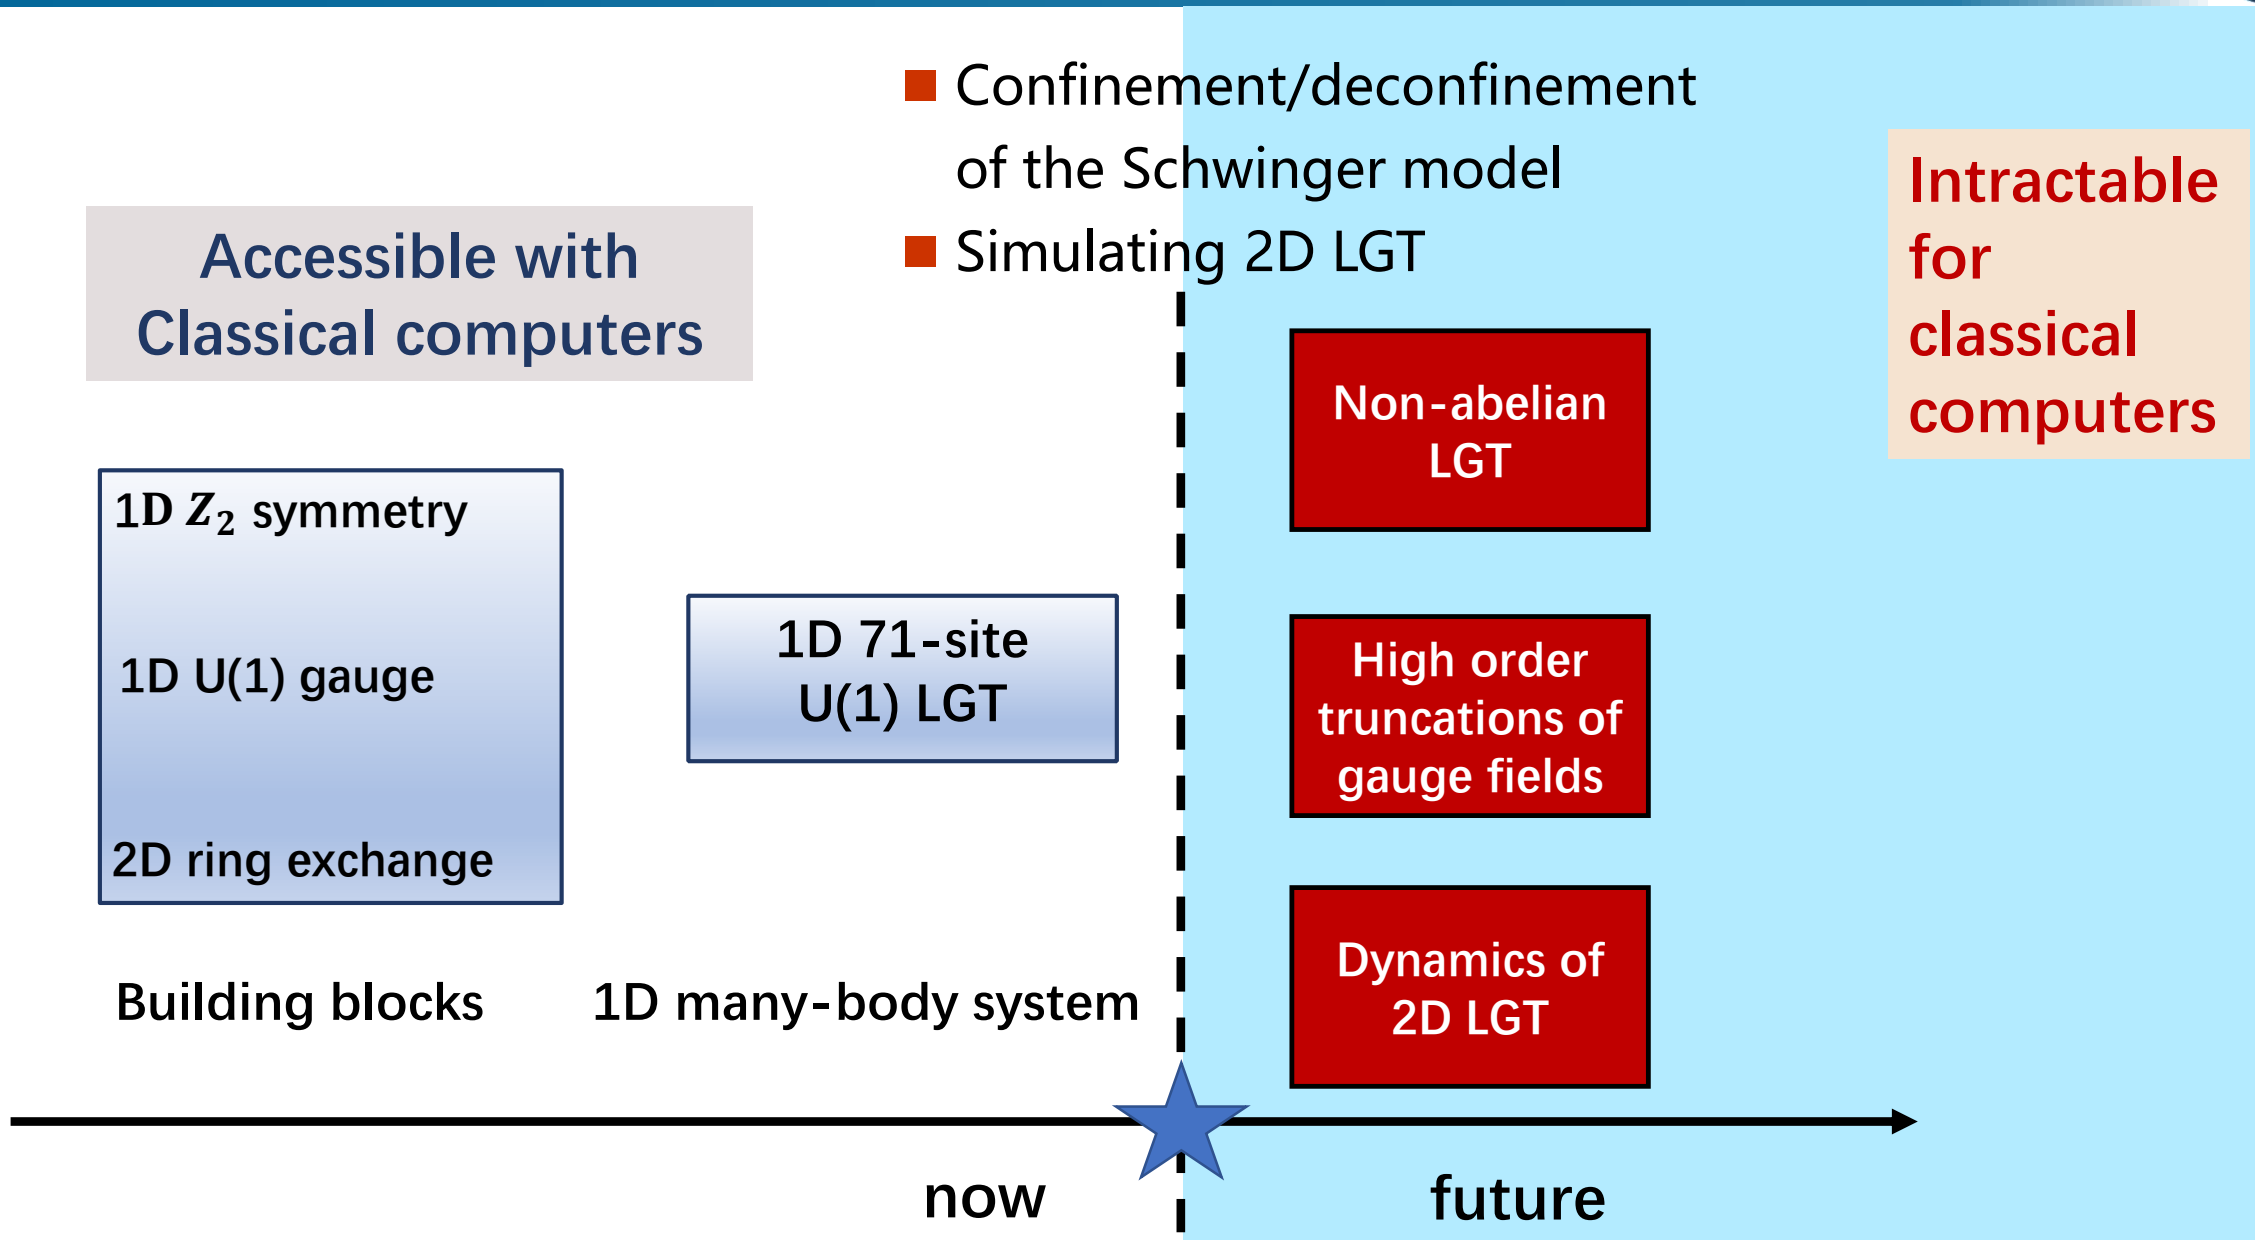 Confinement/deconfinement
of the Schwinger model
Simulating 2D LGT
Accessible with
Classical computers
Intractable
for
classical
computers
1D Z₂ symmetry
1D U(1) gauge
2D ring exchange
1D 71-site
U(1) LGT
Non-abelian
LGT
High order
truncations of
gauge fields
Dynamics of
2D LGT
Building blocks
1D many-body system
now
future